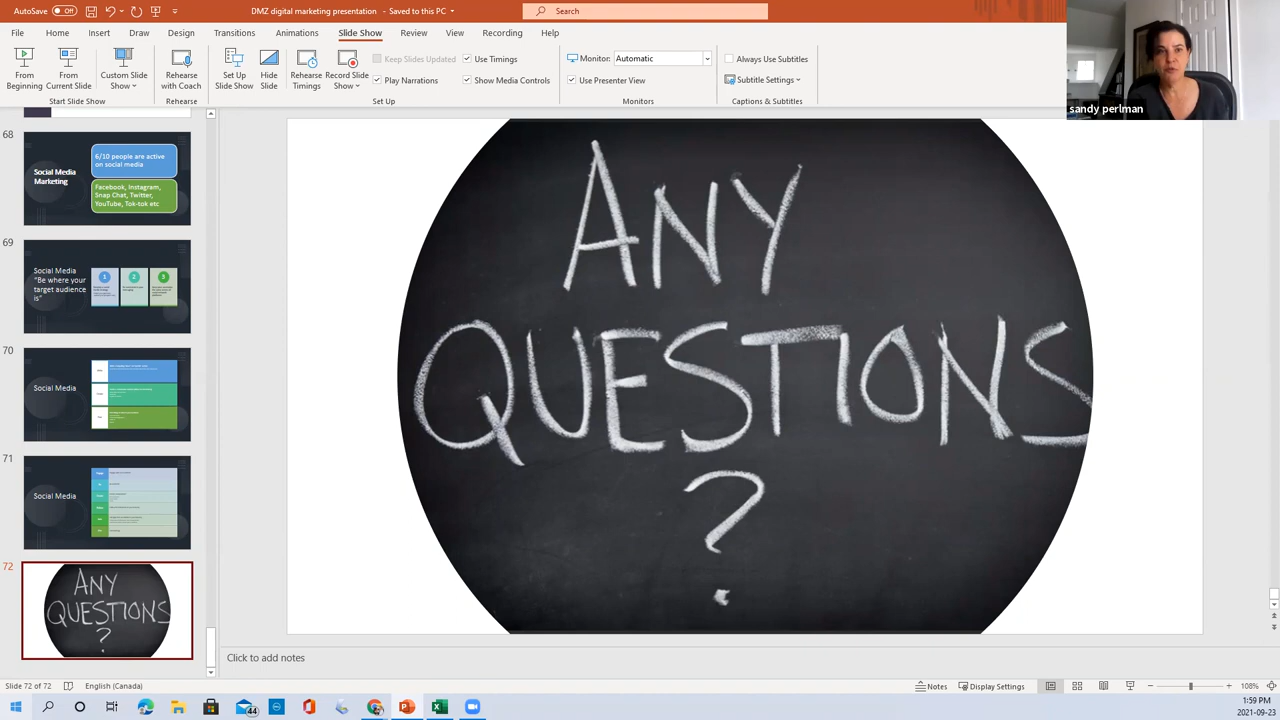 AutoSave Off
DMZ digital marketing presentation - Saved to this PC
Search
File Home Insert Draw Design Transitions Animations Slide Show Review View Recording Help
From Beginning
From Current Slide
Custom Slide Show
Start Slide Show
Rehearse with Coach
Rehearse
Set Up Slide Show
Hide Slide
Rehearse Timings
Record Slide Show
Keep Slides Updated
Play Narrations
Use Timings
Show Media Controls
Set Up
Monitor: Automatic
Use Presenter View
Monitors
Always Use Subtitles
Subtitle Settings
Captions & Subtitles
sandy perlman
68
Social Media
Marketing
6/10 people are active
on social media
Facebook, Instagram,
Snap Chat, Twitter,
YouTube, Tok-tok etc
69
Social Media
"Be where your
target audience
is"
1 2 3
70
Social Media
71
Social Media
72
ANY
QUESTIONS
?
ANY
QUESTIONS
?
Click to add notes
Slide 72 of 72
English (Canada)
Notes
Display Settings
108%
44
1:59 PM
2021-09-23